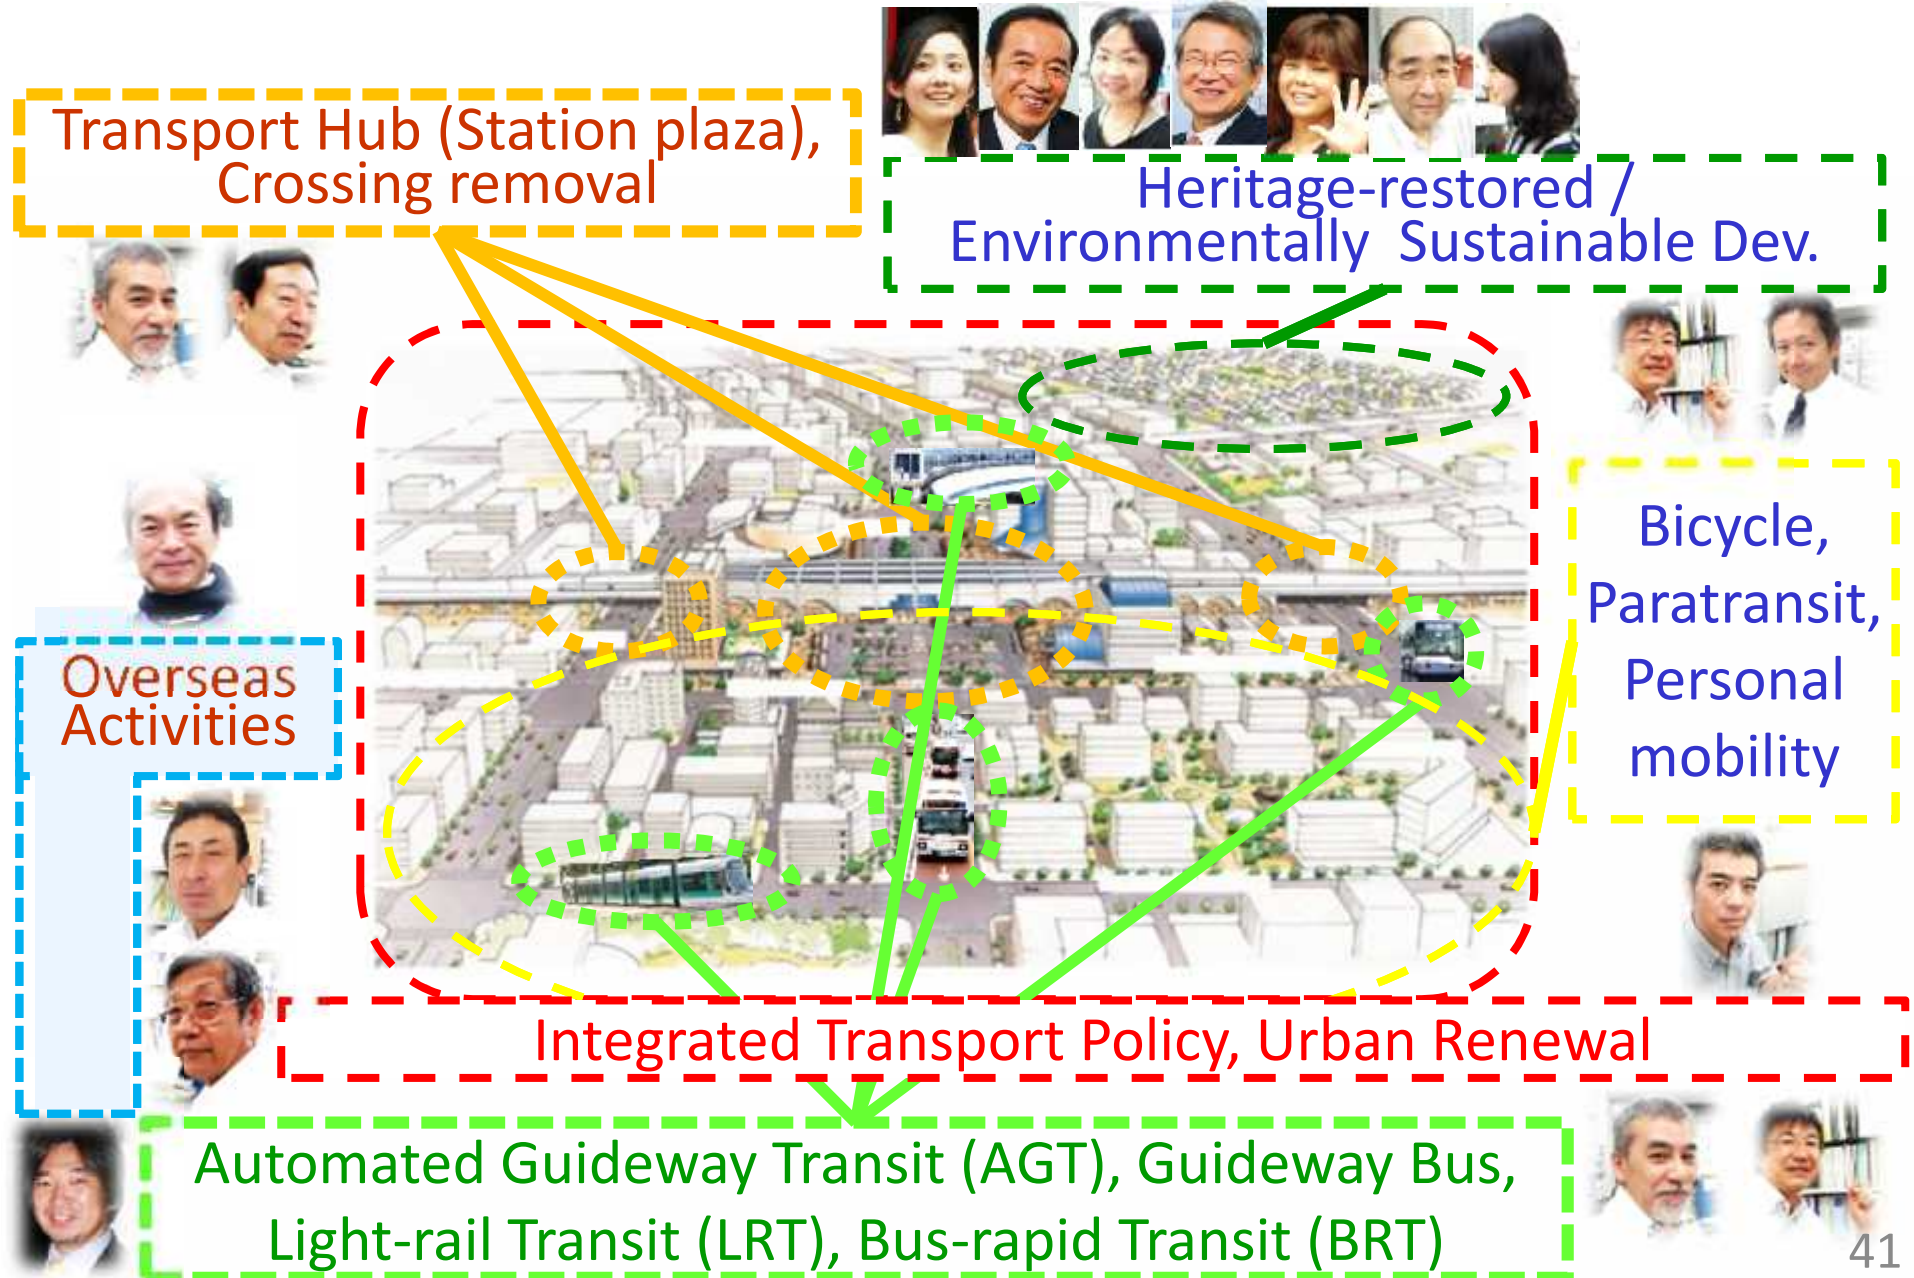 Transport Hub (Station plaza),
Crossing removal
Heritage-restored /
Environmentally Sustainable Dev.
Bicycle,
Paratransit,
Personal
mobility
Overseas
Activities
Integrated Transport Policy, Urban Renewal
Automated Guideway Transit (AGT), Guideway Bus,
Light-rail Transit (LRT), Bus-rapid Transit (BRT)
41